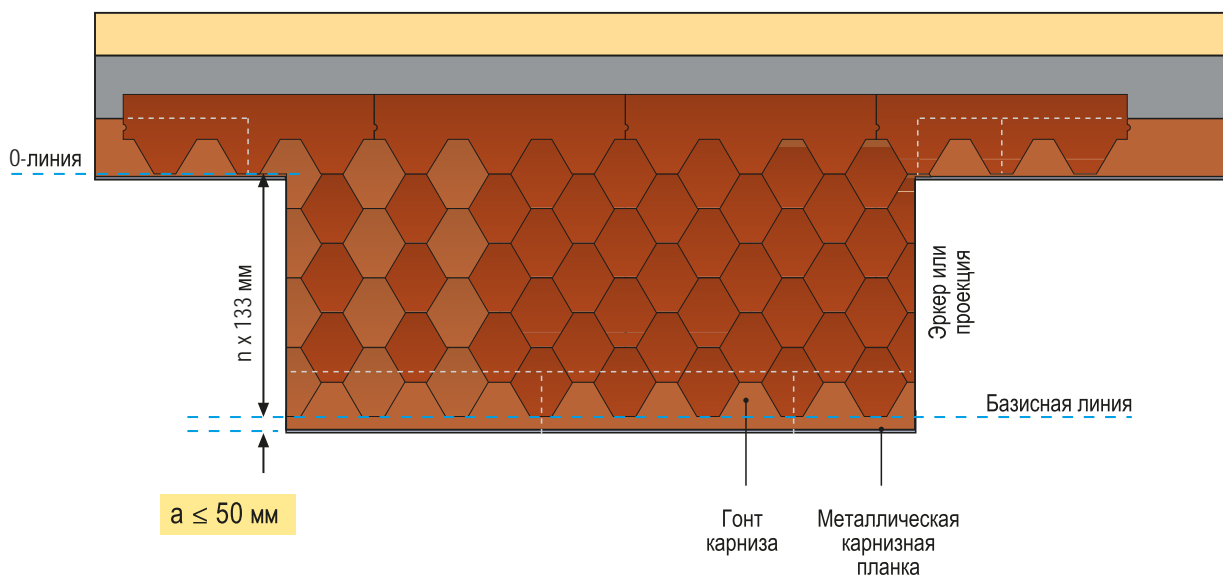 0-линия
n x 133 мм
Эркер или
проекция
Базисная линия
a ≤ 50 мм
Гонт
карниза
Металлическая
карнизная
планка